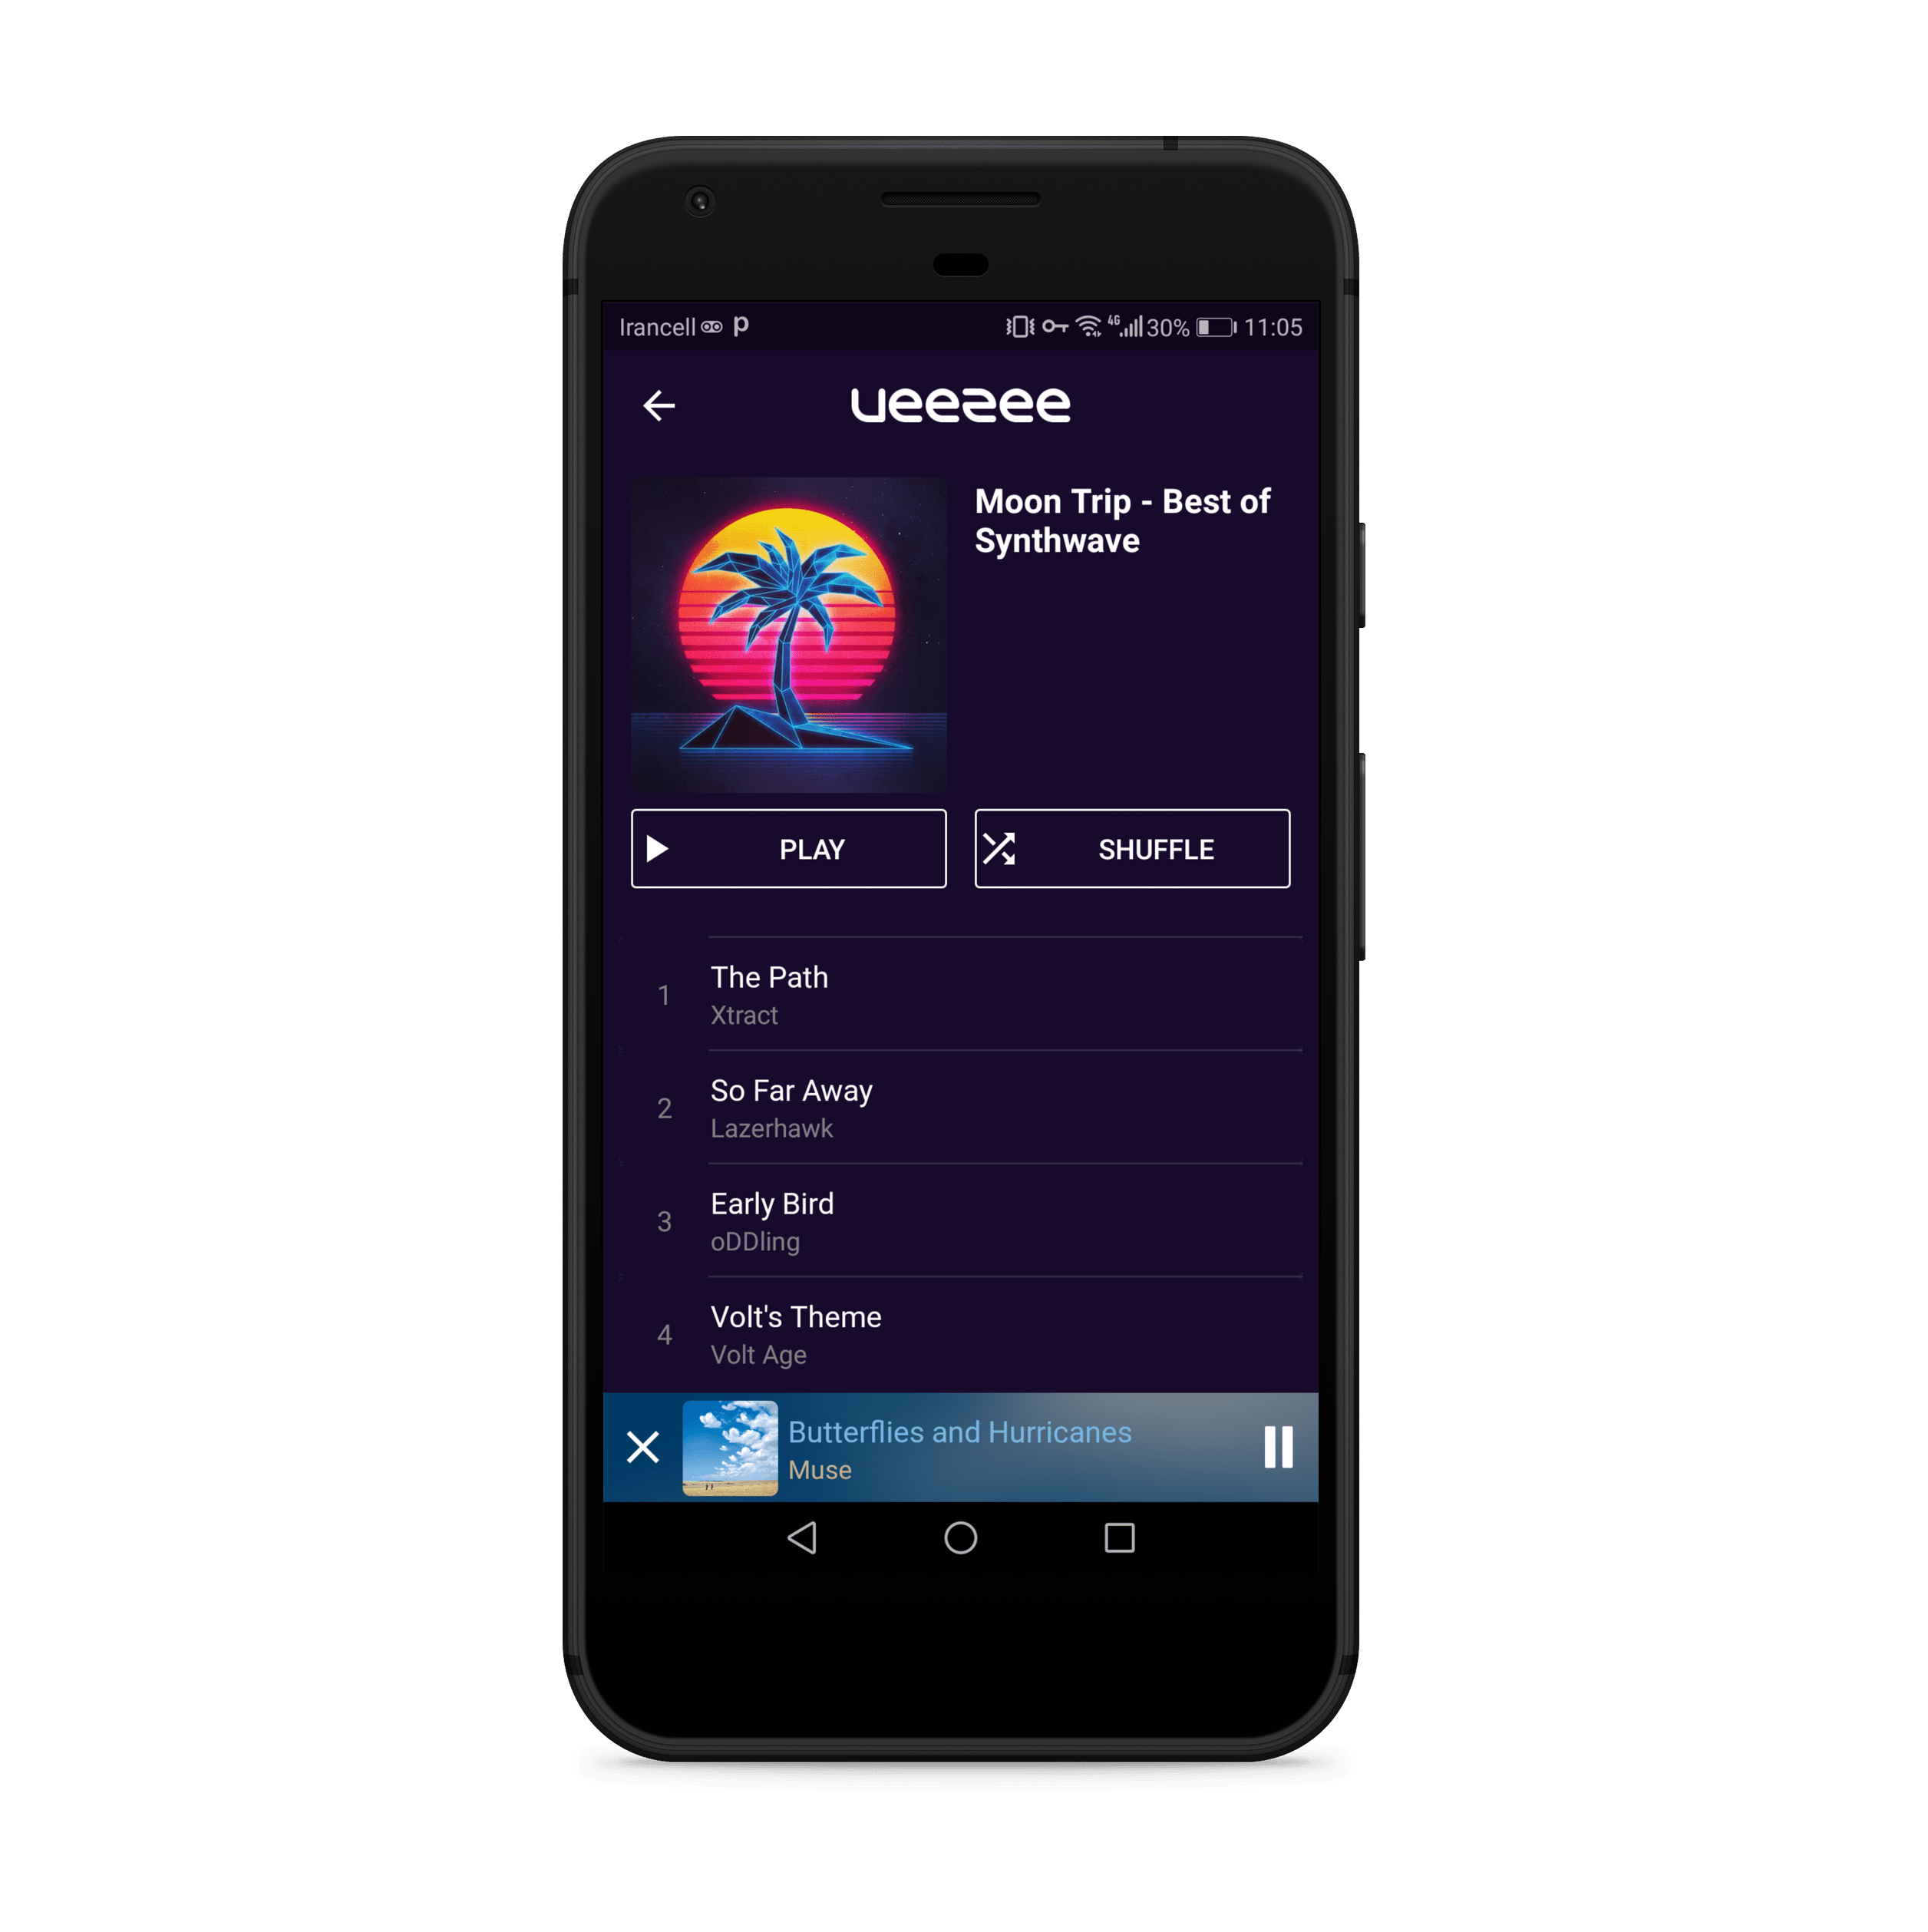 Irancell p 4G 30% 11:05
veezee
Moon Trip - Best of
Synthwave
PLAY
SHUFFLE
1
The Path
Xtract
2
So Far Away
Lazerhawk
3
Early Bird
oDDling
4
Volt's Theme
Volt Age
Butterflies and Hurricanes
Muse